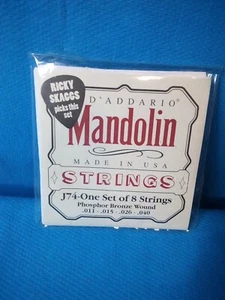 RICKY
SKAGGS
picks this
set
D'ADDARIO®
Mandolin
MADE IN USA
STRINGS
J74-One Set of 8 Strings
Phosphor Bronze Wound
.011 - .015 - .026 - .040